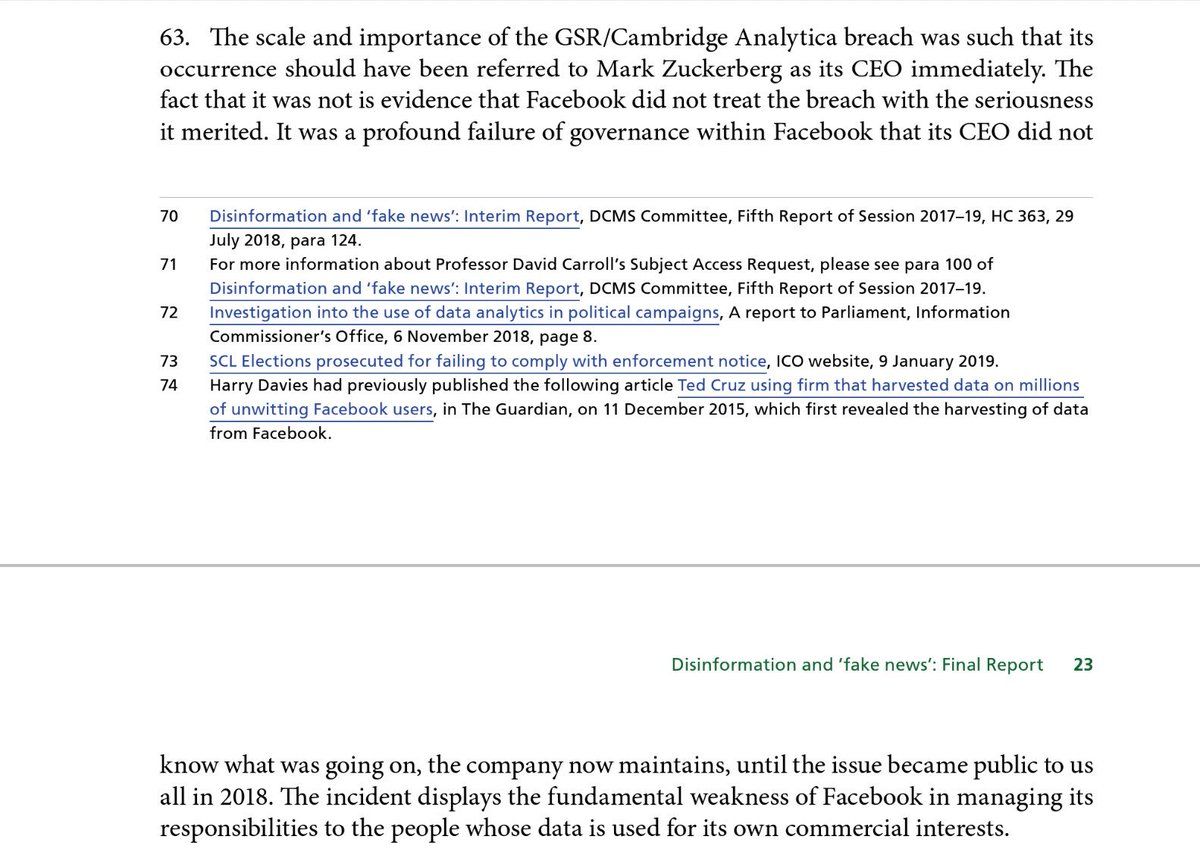 63. The scale and importance of the GSR/Cambridge Analytica breach was such that its
occurrence should have been referred to Mark Zuckerberg as its CEO immediately. The
fact that it was not is evidence that Facebook did not treat the breach with the seriousness
it merited. It was a profound failure of governance within Facebook that its CEO did not
70 Disinformation and ‘fake news’: Interim Report, DCMS Committee, Fifth Report of Session 2017–19, HC 363, 29
July 2018, para 124.
71 For more information about Professor David Carroll’s Subject Access Request, please see para 100 of
Disinformation and ‘fake news’: Interim Report, DCMS Committee, Fifth Report of Session 2017–19.
72 Investigation into the use of data analytics in political campaigns, A report to Parliament, Information
Commissioner’s Office, 6 November 2018, page 8.
73 SCL Elections prosecuted for failing to comply with enforcement notice, ICO website, 9 January 2019.
74 Harry Davies had previously published the following article Ted Cruz using firm that harvested data on millions
of unwitting Facebook users, in The Guardian, on 11 December 2015, which first revealed the harvesting of data
from Facebook.
Disinformation and ‘fake news’: Final Report 23
know what was going on, the company now maintains, until the issue became public to us
all in 2018. The incident displays the fundamental weakness of Facebook in managing its
responsibilities to the people whose data is used for its own commercial interests.